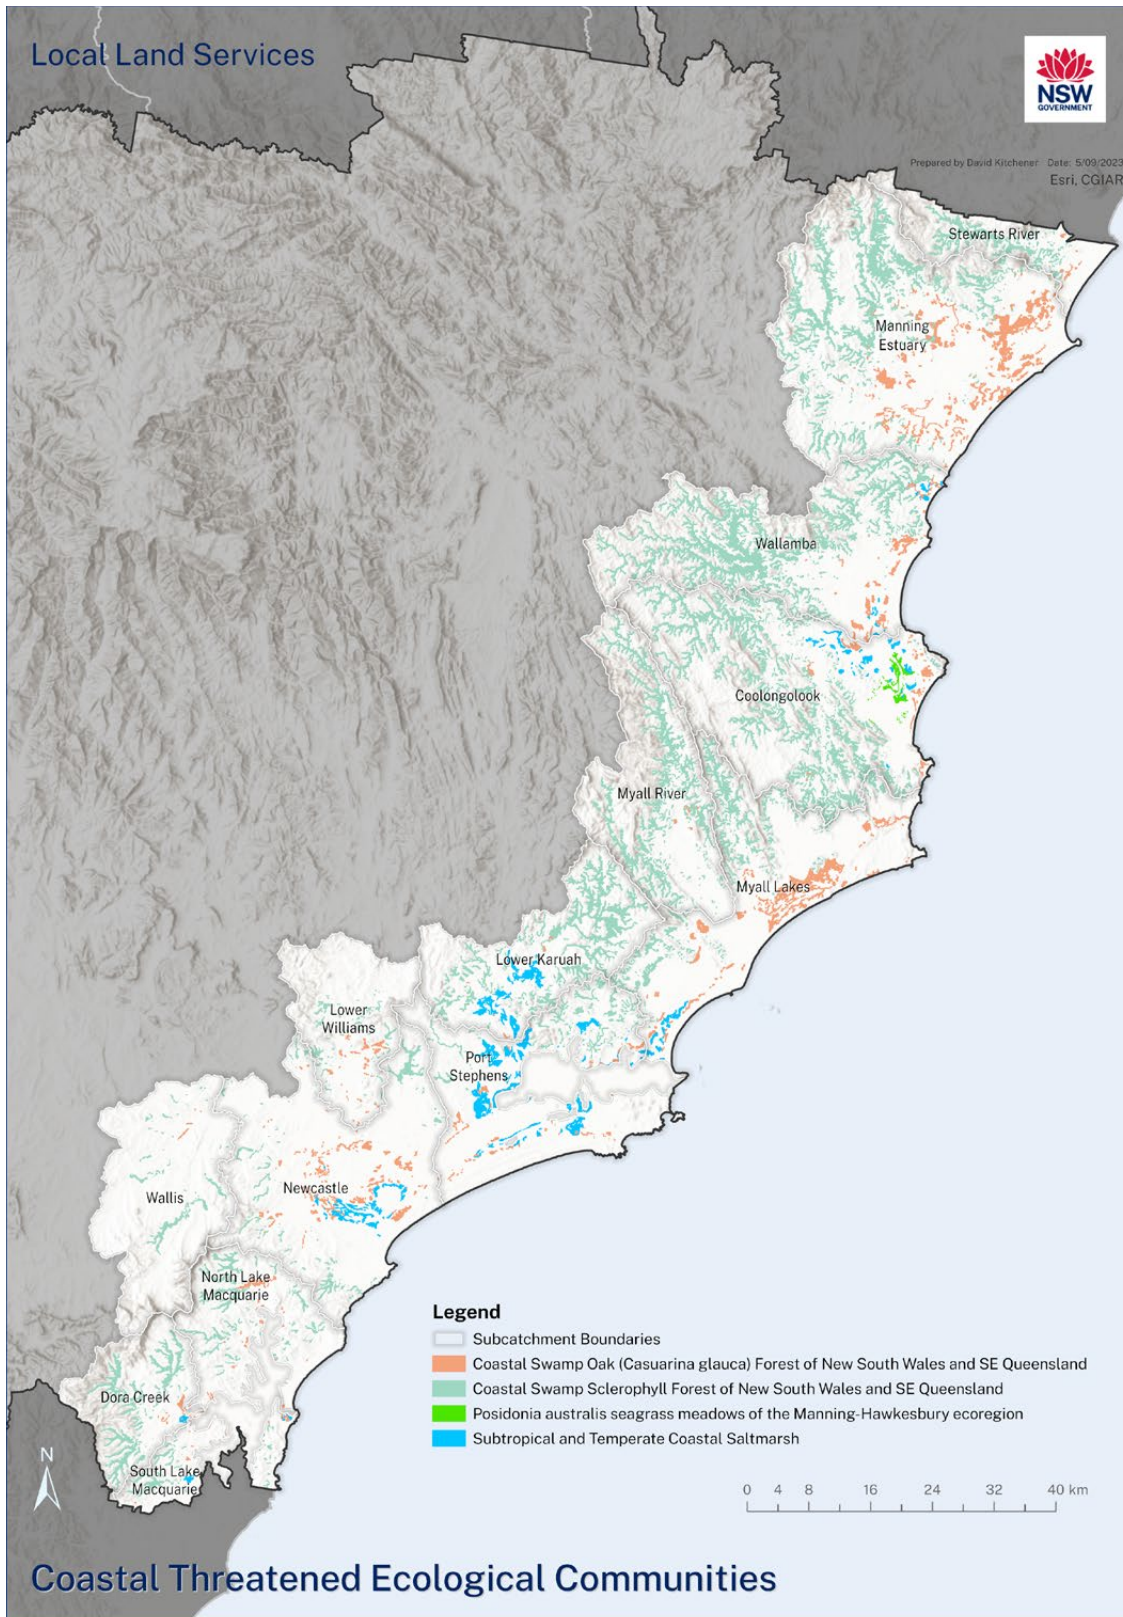 Local Land Services
NSW
GOVERNMENT
Prepared by David Kitchener Date: 5/09/2023
Esri, CGIAR
Stewarts River
Manning
Estuary
Wallamba
Coolongolook
Myall River
Myall Lakes
Lower Karuah
Lower
Williams
Port
Stephens
Newcastle
Wallis
North Lake
Macquarie
Dora Creek
South Lake
Macquarie
Legend
Subcatchment Boundaries
Coastal Swamp Oak (Casuarina glauca) Forest of New South Wales and SE Queensland
Coastal Swamp Sclerophyll Forest of New South Wales and SE Queensland
Posidonia australis seagrass meadows of the Manning-Hawkesbury ecoregion
Subtropical and Temperate Coastal Saltmarsh
N
0 4 8 16 24 32 40 km
Coastal Threatened Ecological Communities